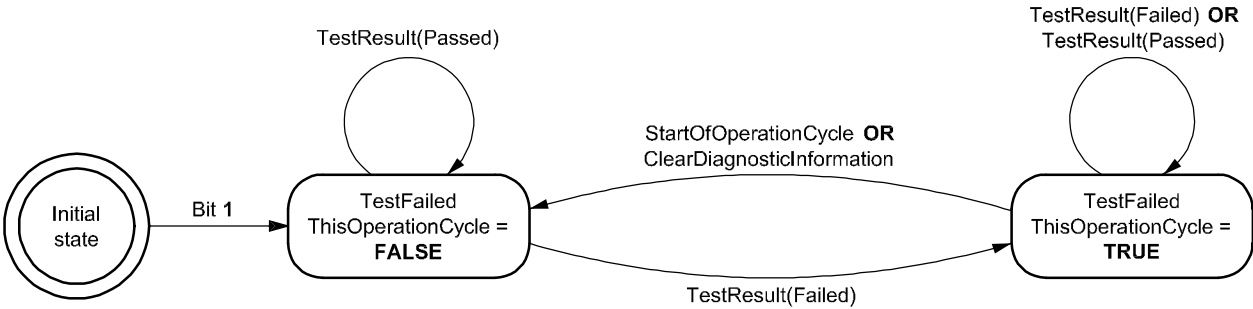 TestResult(Passed)
TestResult(Failed) OR
TestResult(Passed)
StartOfOperationCycle OR
ClearDiagnosticInformation
Initial
state
Bit 1
TestFailed
ThisOperationCycle =
FALSE
TestFailed
ThisOperationCycle =
TRUE
TestResult(Failed)